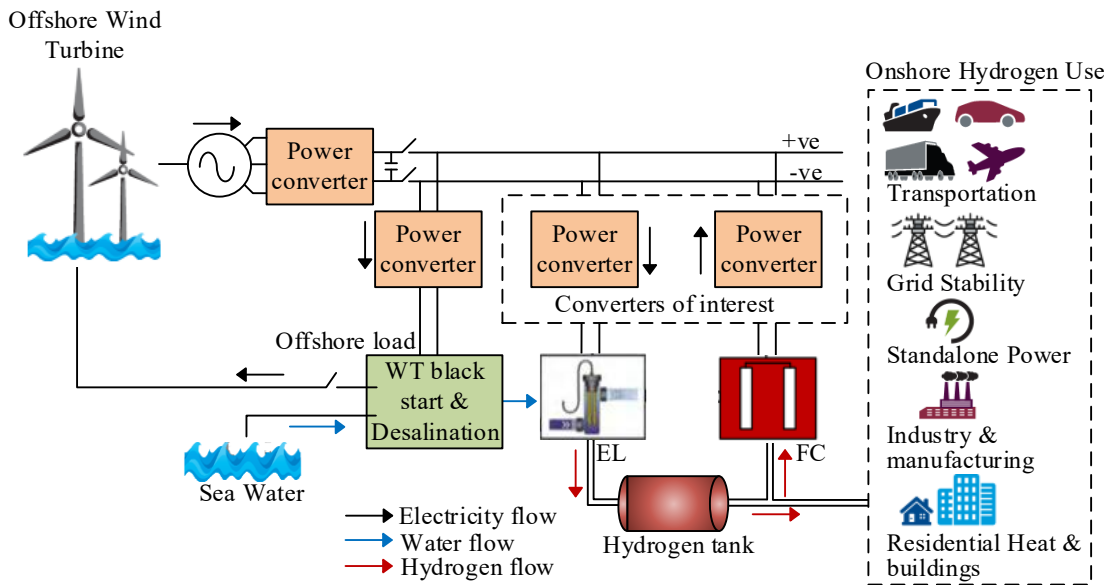 Offshore Wind
Turbine
Onshore Hydrogen Use
Power
converter
+ve
-ve
Transportation
Power
converter
Power
converter
Power
converter
Converters of interest
Grid Stability
Offshore load
Standalone Power
WT black
start &
Desalination
EL
FC
Industry &
manufacturing
Sea Water
Electricity flow
Water flow
Hydrogen flow
Hydrogen tank
Residential Heat &
buildings